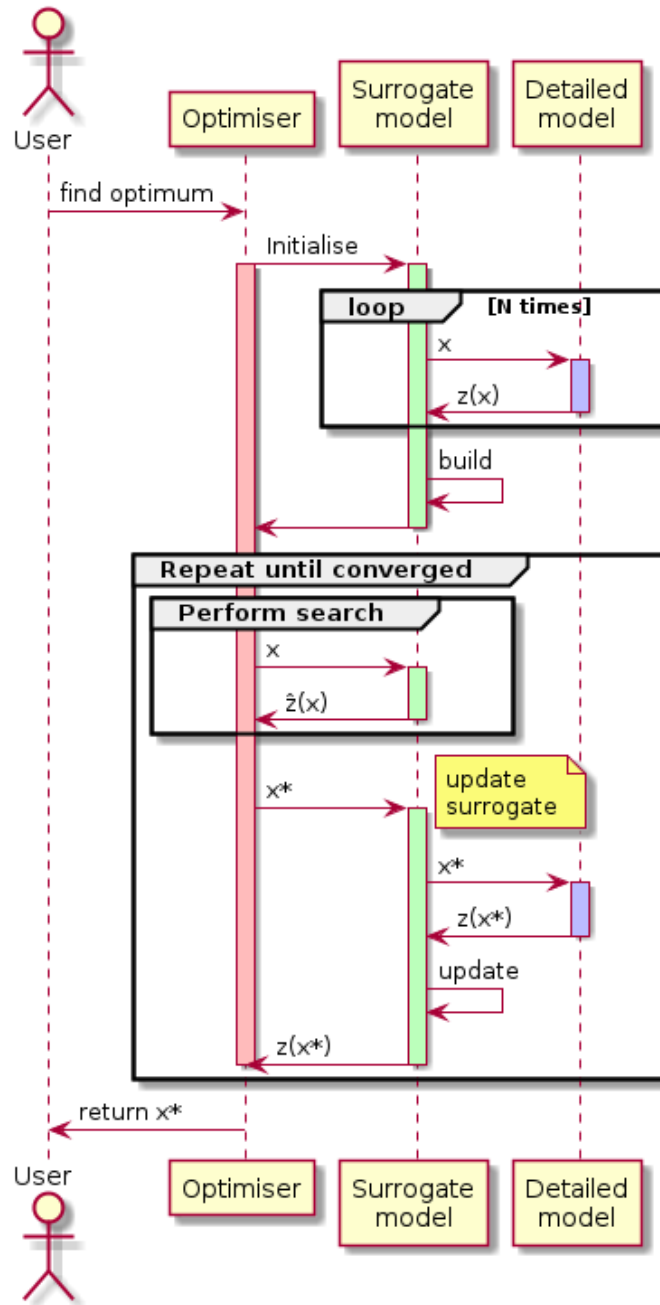 User
Optimiser
Surrogate
model
Detailed
model
find optimum
Initialise
loop
[N times]
x
z(x)
build
Repeat until converged
Perform search
x
ẑ(x)
update
surrogate
x*
x*
z(x*)
update
z(x*)
return x*
User
Optimiser
Surrogate
model
Detailed
model